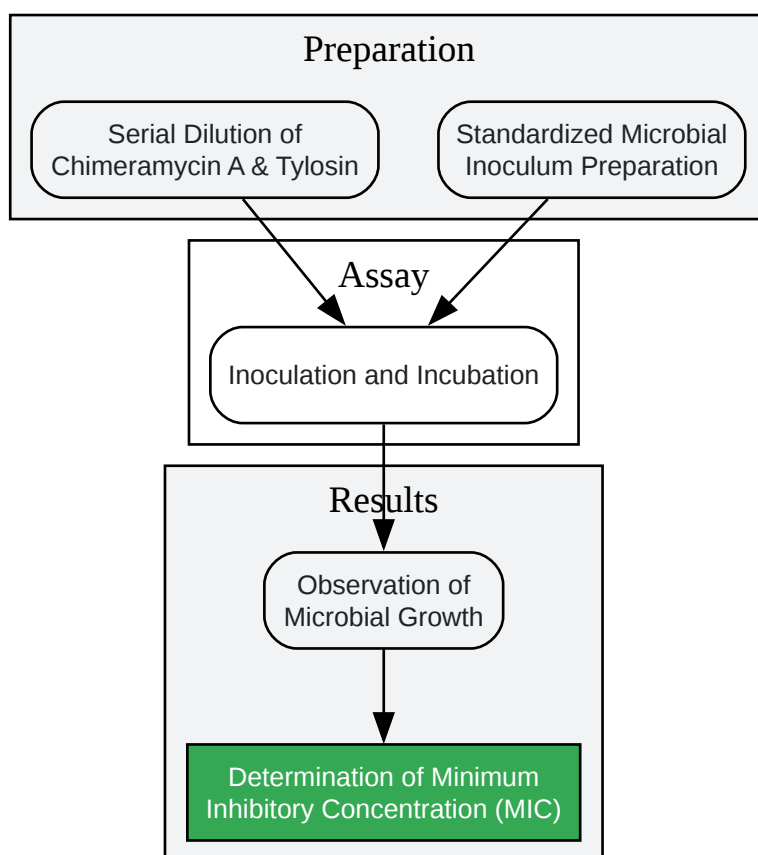 Preparation
Serial Dilution of
Chimeramycin A & Tylosin
Standardized Microbial
Inoculum Preparation
Assay
Inoculation and Incubation
Results
Observation of
Microbial Growth
Determination of Minimum
Inhibitory Concentration (MIC)